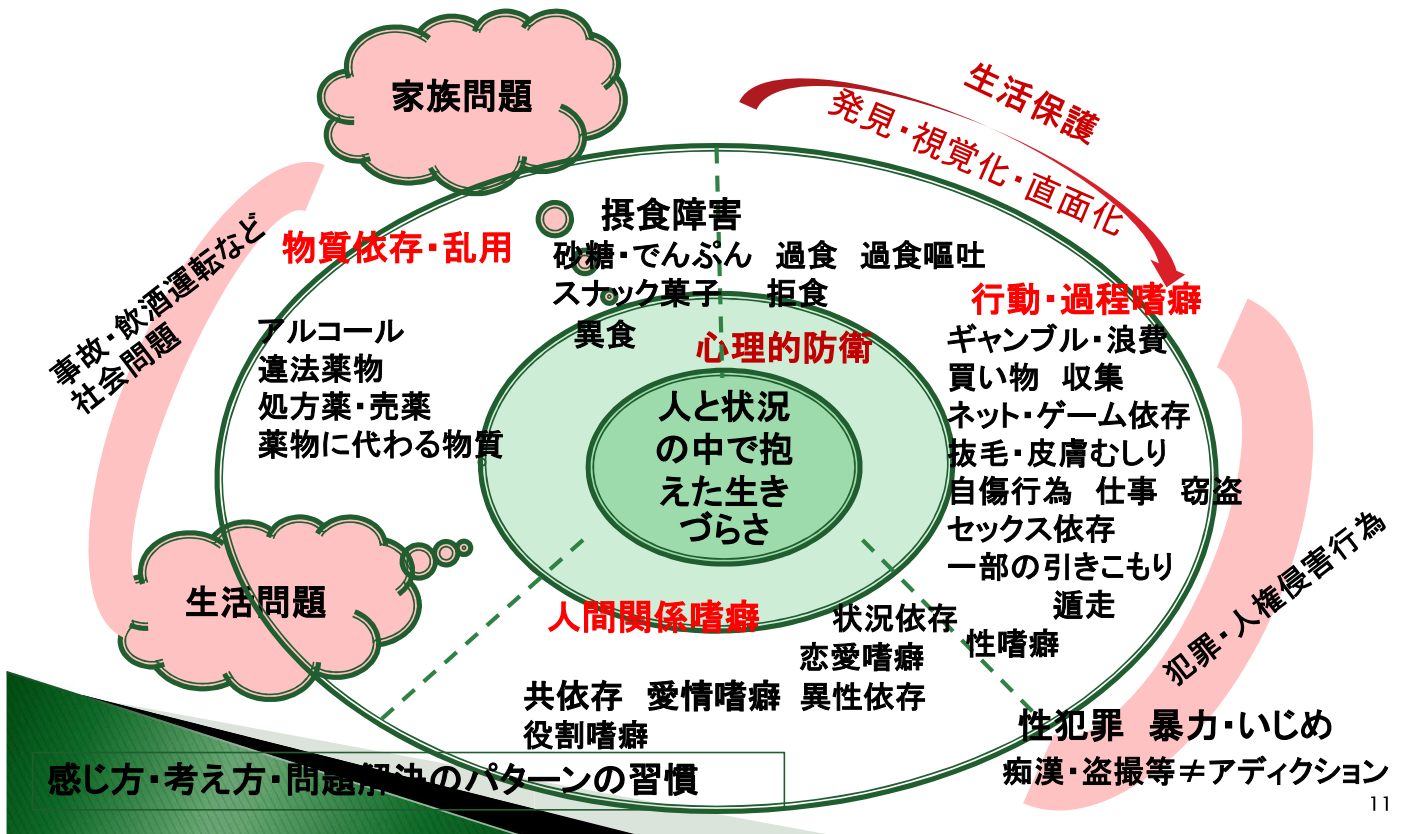 家族問題
生活保護
発見・視覚化・直面化
事故・飲酒運転など
社会問題
物質依存・乱用
アルコール
違法薬物
処方薬・売薬
薬物に代わる物質
摂食障害
砂糖・でんぷん　過食　過食嘔吐
スナック菓子　拒食
異食
心理的防衛
人と状況
の中で抱
えた生き
づらさ
行動・過程嗜癖
ギャンブル・浪費
買い物　収集
ネット・ゲーム依存
抜毛・皮膚むしり
自傷行為　仕事　窃盗
セックス依存
一部の引きこもり
遁走
性嗜癖
生活問題
人間関係嗜癖
状況依存
恋愛嗜癖
共依存　愛情嗜癖　異性依存
役割嗜癖
犯罪・人権侵害行為
性犯罪　暴力・いじめ
痴漢・盗撮等≠アディクション
感じ方・考え方・問題解決のパターンの習慣
11